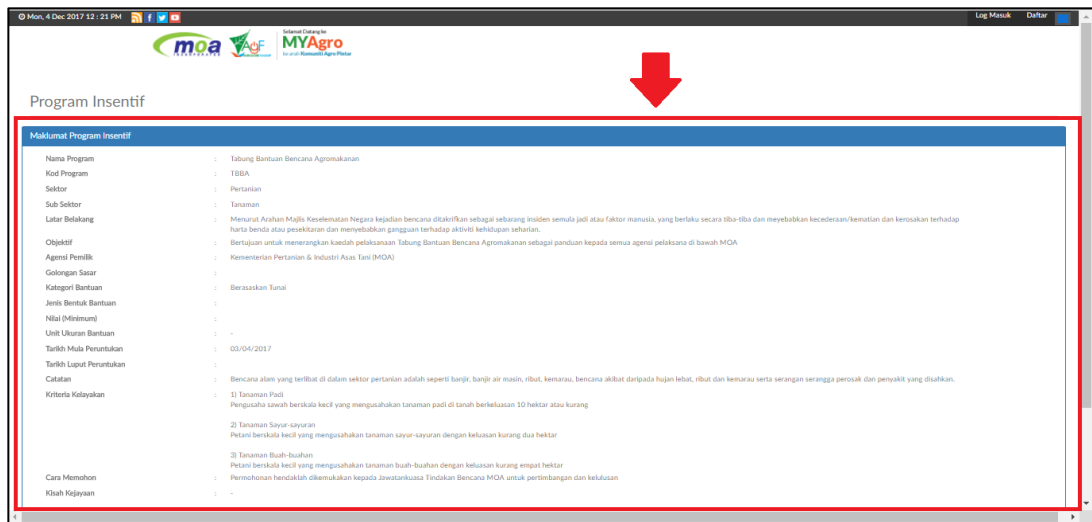 Mon, 4 Dec 2017 12 : 21 PM
Log Masuk Daftar
moa
INCORPORATED
AGF
Selamat Datang ke
MYAgro
ke arah Komuniti Agro Pintar
Program Insentif
Maklumat Program Insentif
Nama Program : Tabung Bantuan Bencana Agromakanan
Kod Program : TBBA
Sektor : Pertanian
Sub Sektor : Tanaman
Latar Belakang : Menurut Arahan Majlis Keselematan Negara kejadian bencana ditakrifkan sebagai sebarang insiden semula jadi atau faktor manusia, yang berlaku secara tiba-tiba dan meyebabkan kecederaan/kematian dan kerosakan terhadap
harta benda atau pesekitaran dan menyebabkan gangguan terhadap aktiviti kehidupan seharian.
Objektif : Bertujuan untuk menerangkan kaedah pelaksanaan Tabung Bantuan Bencana Agromakanan sebagai panduan kepada semua agensi pelaksana di bawah MOA
Agensi Pemilik : Kementerian Pertanian & Industri Asas Tani (MOA)
Golongan Sasar :
Kategori Bantuan : Berasaskan Tunai
Jenis Bentuk Bantuan :
Nilai (Minimum) :
Unit Ukuran Bantuan : -
Tarikh Mula Peruntukan : 03/04/2017
Tarikh Luput Peruntukan :
Catatan : Bencana alam yang terlibat di dalam sektor pertanian adalah seperti banjir, banjir air masin, ribut, kemarau, bencana akibat daripada hujan lebat, ribut dan kemarau serta serangan serangga perosak dan penyakit yang disahkan.
Kriteria Kelayakan : 1) Tanaman Padi
Pengusaha sawah berskala kecil yang mengusahakan tanaman padi di tanah berkeluasan 10 hektar atau kurang
2) Tanaman Sayur-sayuran
Petani berskala kecil yang mengusahakan tanaman sayur-sayuran dengan keluasan kurang dua hektar
3) Tanaman Buah-buahan
Petani berskala kecil yang mengusahakan tanaman buah-buahan dengan keluasan kurang empat hektar
Cara Memohon : Permohonan hendaklah dikemukakan kepada Jawatankuasa Tindakan Bencana MOA untuk pertimbangan dan kelulusan
Kisah Kejayaan : -